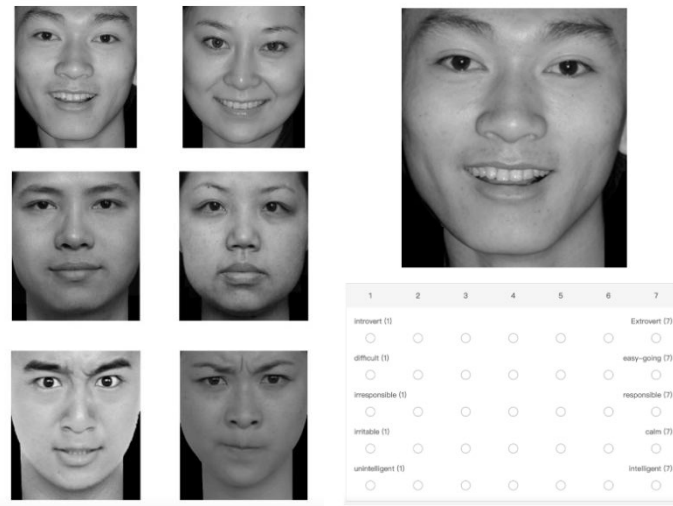 1 2 3 4 5 6 7
introvert (1) Extrovert (7)
difficult (1) easy-going (7)
irresponsible (1) responsible (7)
irritable (1) calm (7)
unintelligent (1) intelligent (7)